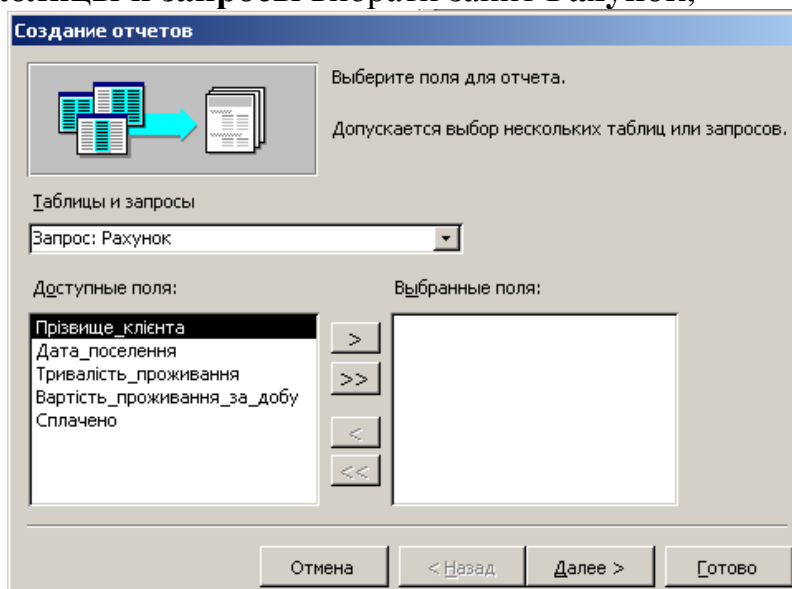 Создание отчетов
Выберите поля для отчета.
Допускается выбор нескольких таблиц или запросов.
Таблицы и запросы
Запрос: Рахунок
Доступные поля:
Выбранные поля:
Прізвище_клієнта
Дата_поселення
Тривалість_проживання
Вартість_проживання_за_добу
Сплачено
>
>>
<
<<
Отмена
< Назад
Далее >
Готово